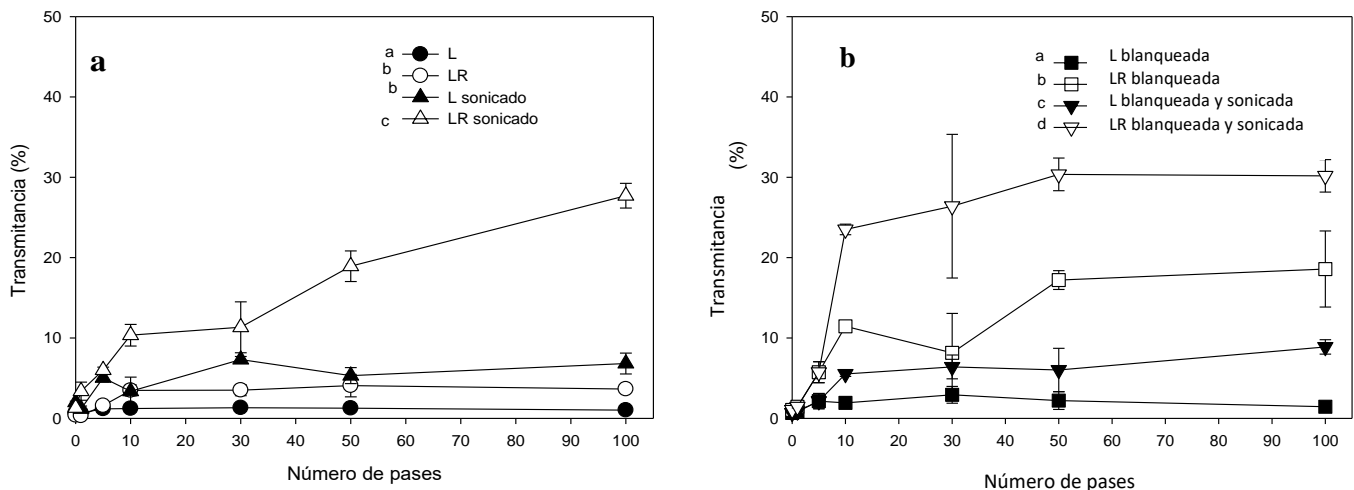 50
40
30
20
10
0
Transmitancia (%)
a
a L
b LR
b L sonicado
c LR sonicado
0 10 20 30 40 50 60 70 80 90 100
Número de pases
50
40
30
20
10
0
Transmitancia (%)
b
a L blanqueada
b LR blanqueada
c L blanqueada y sonicada
d LR blanqueada y sonicada
0 10 20 30 40 50 60 70 80 90 100
Número de pases